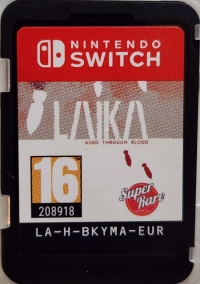 NINTENDO
SWITCH
LAIKA
AGED THROUGH BLOOD
16
208918
Super
Rare
LA-H-BKYMA-EUR